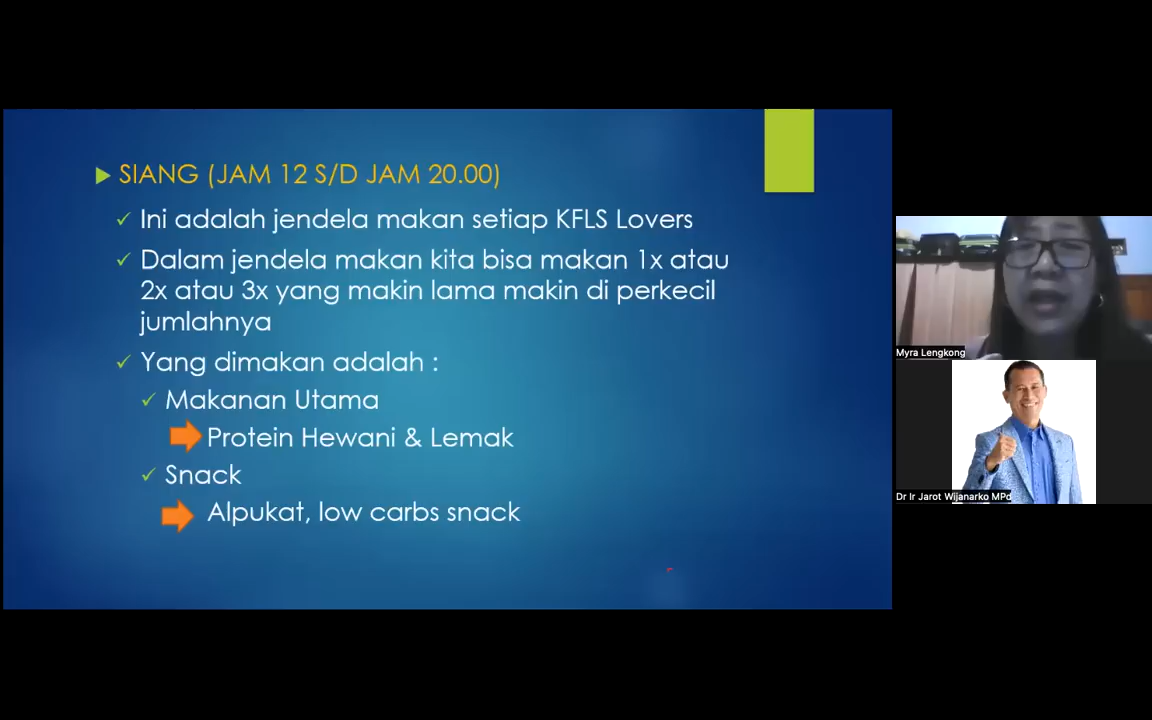 SIANG (JAM 12 S/D JAM 20.00)
Ini adalah jendela makan setiap KFLS Lovers
Dalam jendela makan kita bisa makan 1x atau
2x atau 3x yang makin lama makin di perkecil
jumlahnya
Yang dimakan adalah :
Makanan Utama
Protein Hewani & Lemak
Snack
Alpukat, low carbs snack
Myra Lengkong
Dr Ir Jarot Wijanarko MPd